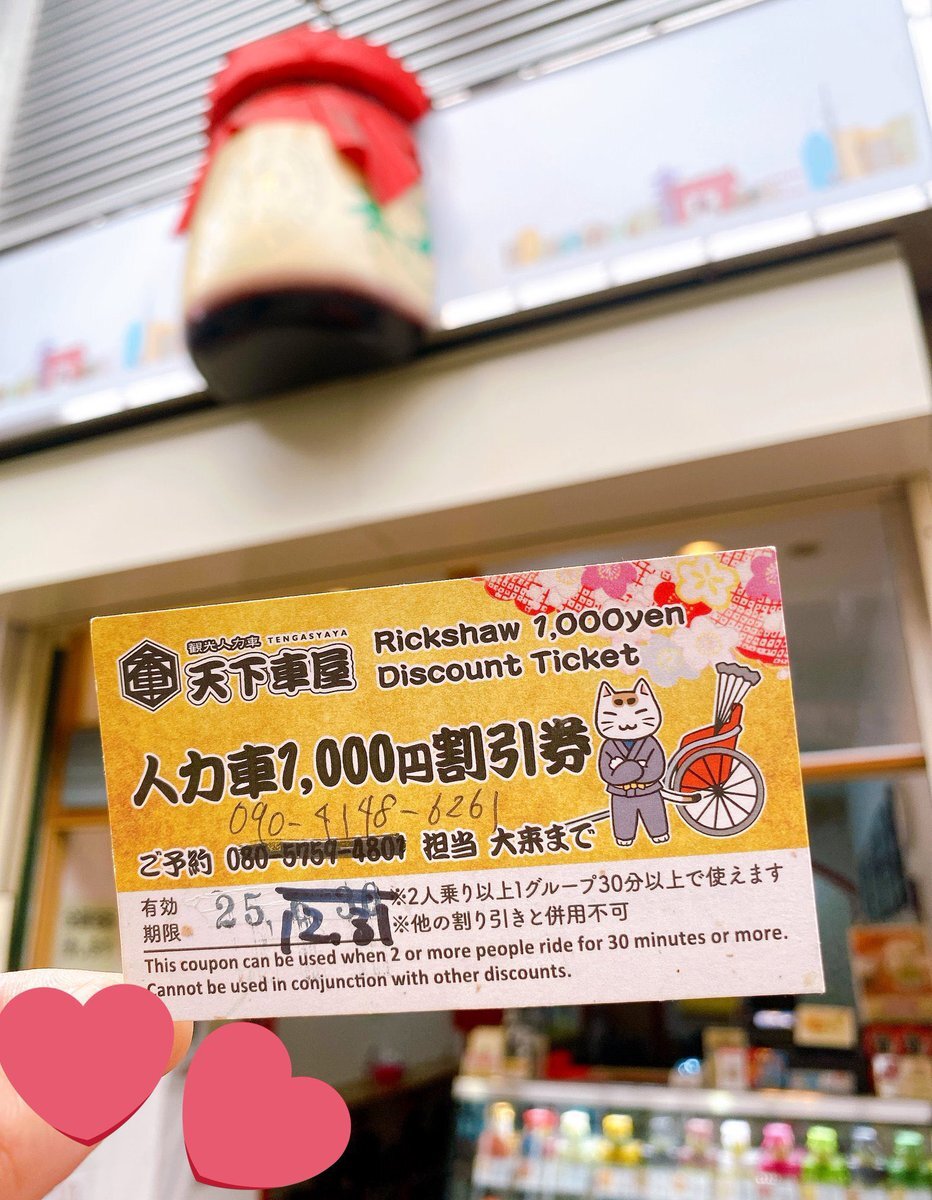 観光人力車 TENGASYAYA
天下車屋
Rickshaw 1,000yen
Discount Ticket
人力車1,000円割引券
090-4148-6261
ご予約 080-5759-4801 担当 大来まで
有効
期限
25,
12,31
※2人乗り以上1グループ30分以上で使えます
※他の割り引きと併用不可
This coupon can be used when 2 or more people ride for 30 minutes or more.
Cannot be used in conjunction with other discounts.